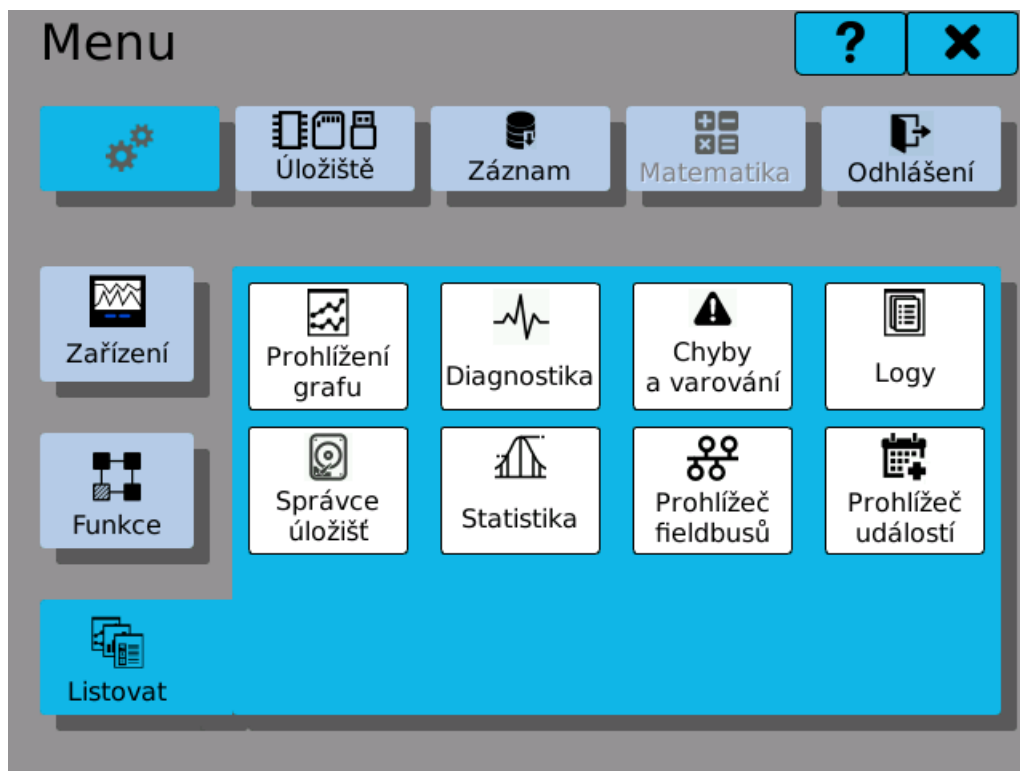 Menu
?
Úložiště
Záznam
Matematika
Odhlášení
Zařízení
Prohlížení
grafu
Diagnostika
Chyby
a varování
Logy
Funkce
Správce
úložišť
Statistika
Prohlížeč
fieldbusů
Prohlížeč
událostí
Listovat